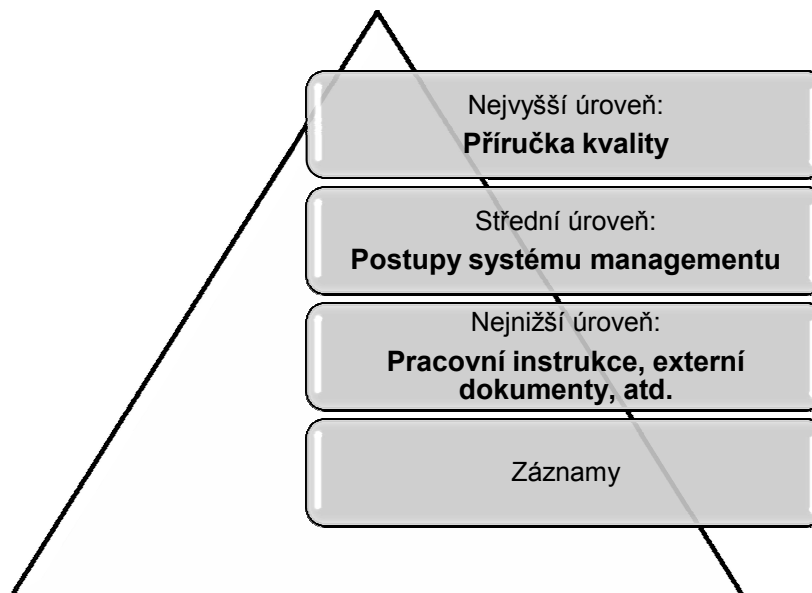 Nejvyšší úroveň:
Příručka kvality
Střední úroveň:
Postupy systému managementu
Nejnižší úroveň:
Pracovní instrukce, externí
dokumenty, atd.
Záznamy